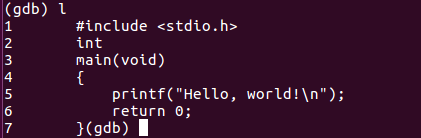 (gdb) l
1       #include <stdio.h>
2       int
3       main(void)
4       {
5           printf("Hello, world!\n");
6           return 0;
7       }(gdb)